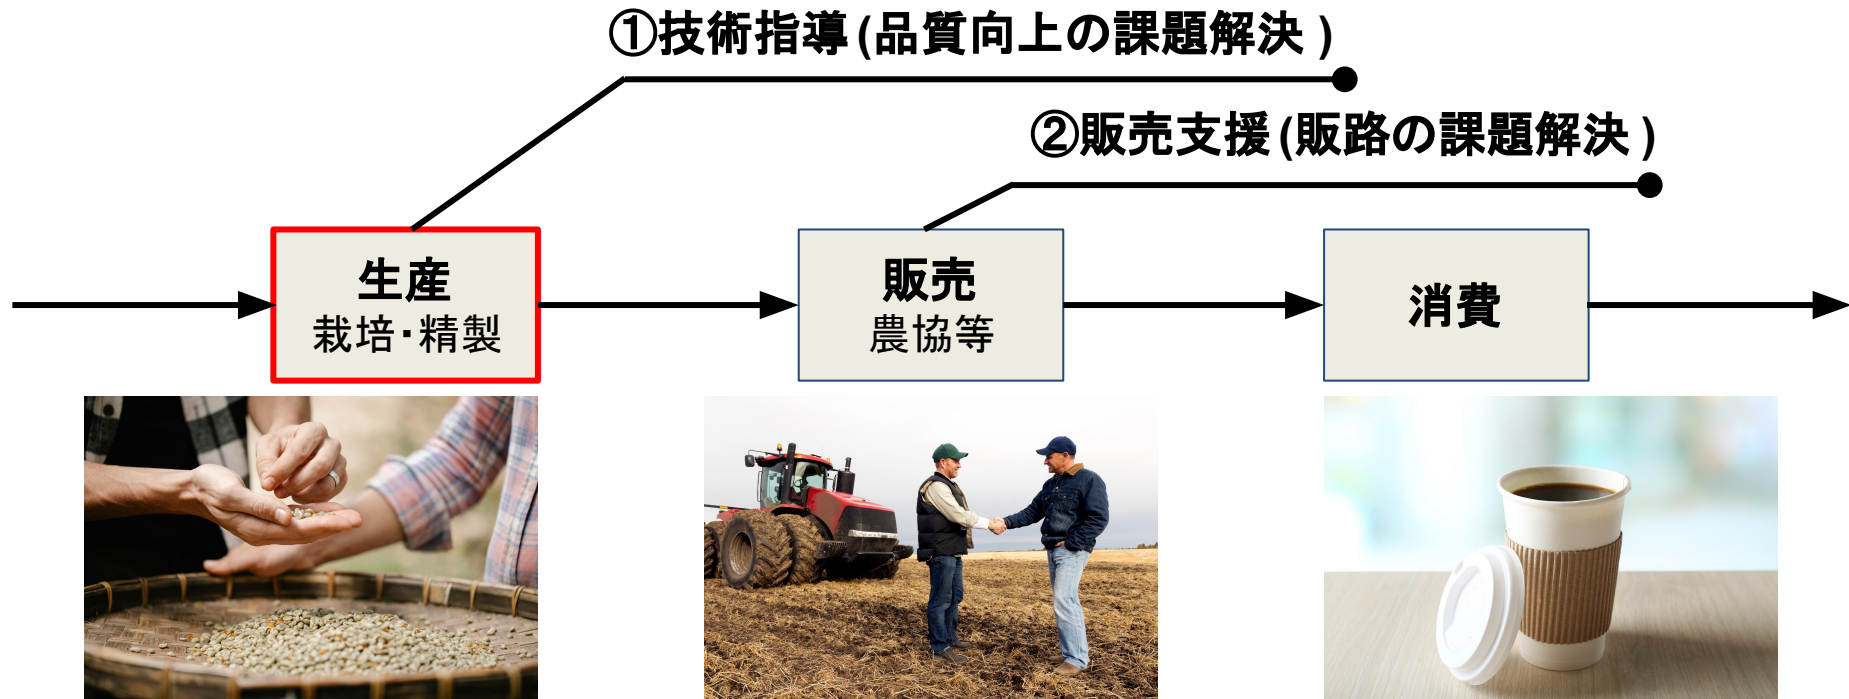 ①技術指導(品質向上の課題解決)
②販売支援(販路の課題解決)
生産
栽培・精製
販売
農協等
消費